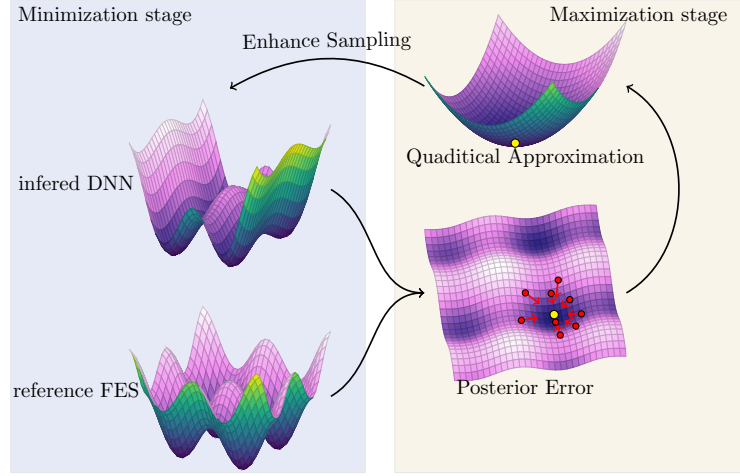 Minimization stage
Maximization stage
Enhance Sampling
Quaditical Approximation
infered DNN
reference FES
Posterior Error